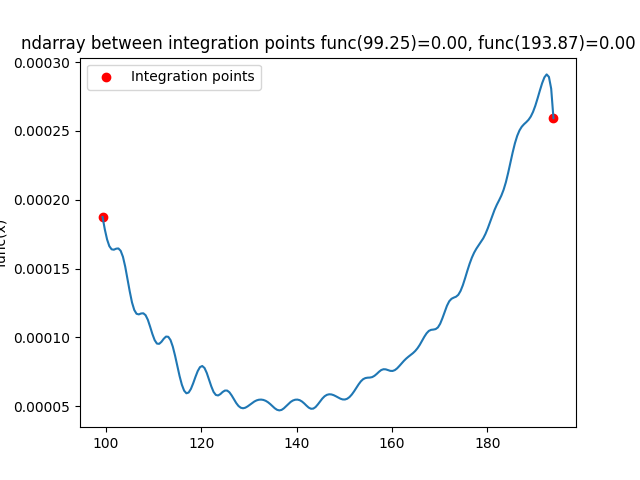 ndarray between integration points func(99.25)=0.00, func(193.87)=0.00
Integration points
0.00030
0.00025
0.00020
0.00015
0.00010
0.00005
func(x)
100 120 140 160 180